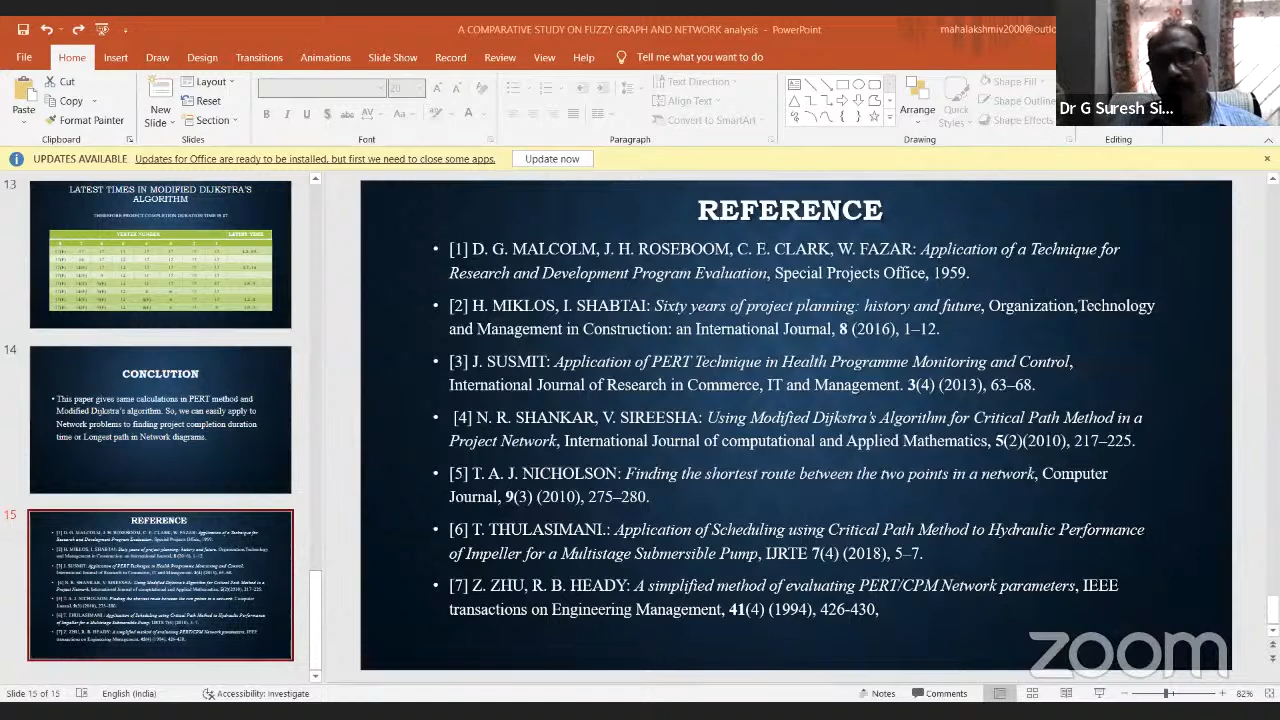 A COMPARATIVE STUDY ON FUZZY GRAPH AND NETWORK analysis - PowerPoint
mahalakshmiv2000@outlo
File Home Insert Draw Design Transitions Animations Slide Show Record Review View Help Tell me what you want to do
Paste
Cut
Copy
Format Painter
Clipboard
New
Slide
Layout
Reset
Section
Slides
20
Font
Text Direction
Align Text
Convert to SmartArt
Paragraph
Arrange
Quick
Styles
Shape Fill
Shape Outline
Shape Effects
Drawing
Editing
Dr G Suresh Si...
UPDATES AVAILABLE Updates for Office are ready to be installed, but first we need to close some apps. Update now
13
LATEST TIMES IN MODIFIED DIJKSTRA'S
ALGORITHM
THEREFORE PROJECT COMPLETION DURATION TIME IS 17
VERTEX NUMBER LATEST TIME
14
CONCLUTION
• This paper gives same calculations in PERT method and
Modified Dijkstra's algorithm. So, we can easily apply to
Network problems to finding project completion duration
time or Longest path in Network diagrams.
15
REFERENCE
REFERENCE
• [1] D. G. MALCOLM, J. H. ROSEBOOM, C. E. CLARK, W. FAZAR: Application of a Technique for
Research and Development Program Evaluation, Special Projects Office, 1959.
• [2] H. MIKLOS, I. SHABTAI: Sixty years of project planning: history and future, Organization,Technology
and Management in Construction: an International Journal, 8 (2016), 1–12.
• [3] J. SUSMIT: Application of PERT Technique in Health Programme Monitoring and Control,
International Journal of Research in Commerce, IT and Management. 3(4) (2013), 63–68.
• [4] N. R. SHANKAR, V. SIREESHA: Using Modified Dijkstra's Algorithm for Critical Path Method in a
Project Network, International Journal of computational and Applied Mathematics, 5(2)(2010), 217–225.
• [5] T. A. J. NICHOLSON: Finding the shortest route between the two points in a network, Computer
Journal, 9(3) (2010), 275–280.
• [6] T. THULASIMANI.: Application of Scheduling using Critical Path Method to Hydraulic Performance
of Impeller for a Multistage Submersible Pump, IJRTE 7(4) (2018), 5–7.
• [7] Z. ZHU, R. B. HEADY: A simplified method of evaluating PERT/CPM Network parameters, IEEE
transactions on Engineering Management, 41(4) (1994), 426-430,
zoom
Slide 15 of 15 English (India) Accessibility: Investigate Notes Comments 82%